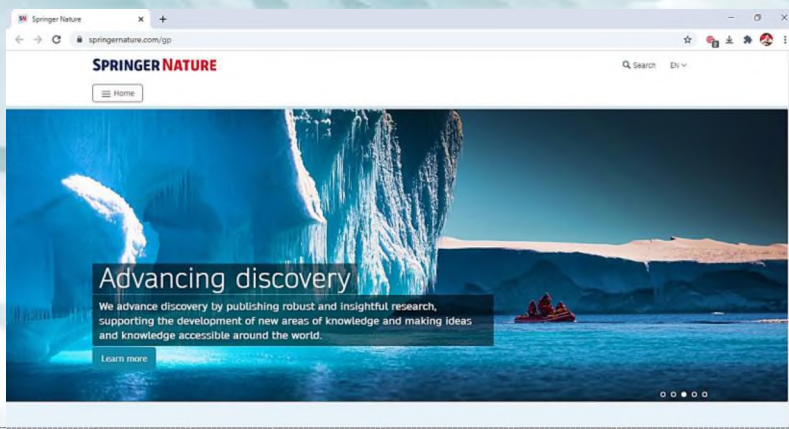 Springer Nature
springernature.com/gp
SPRINGER NATURE
Search EN
Home
Advancing discovery
We advance discovery by publishing robust and insightful research,
supporting the development of new areas of knowledge and making ideas
and knowledge accessible around the world.
Learn more